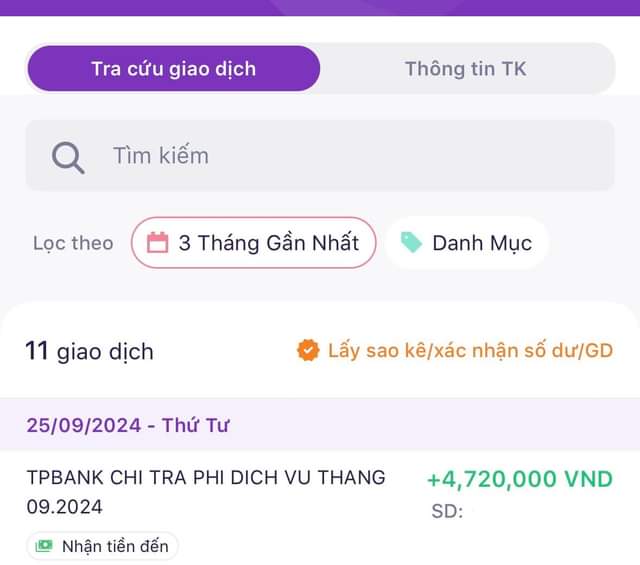 Tra cứu giao dịch
Thông tin TK
Tìm kiếm
Lọc theo
3 Tháng Gần Nhất
Danh Mục
11 giao dịch
Lấy sao kê/xác nhận số dư/GD
25/09/2024 - Thứ Tư
TPBANK CHI TRA PHI DICH VU THANG
09.2024
+4,720,000 VND
SD:
Nhận tiền đến